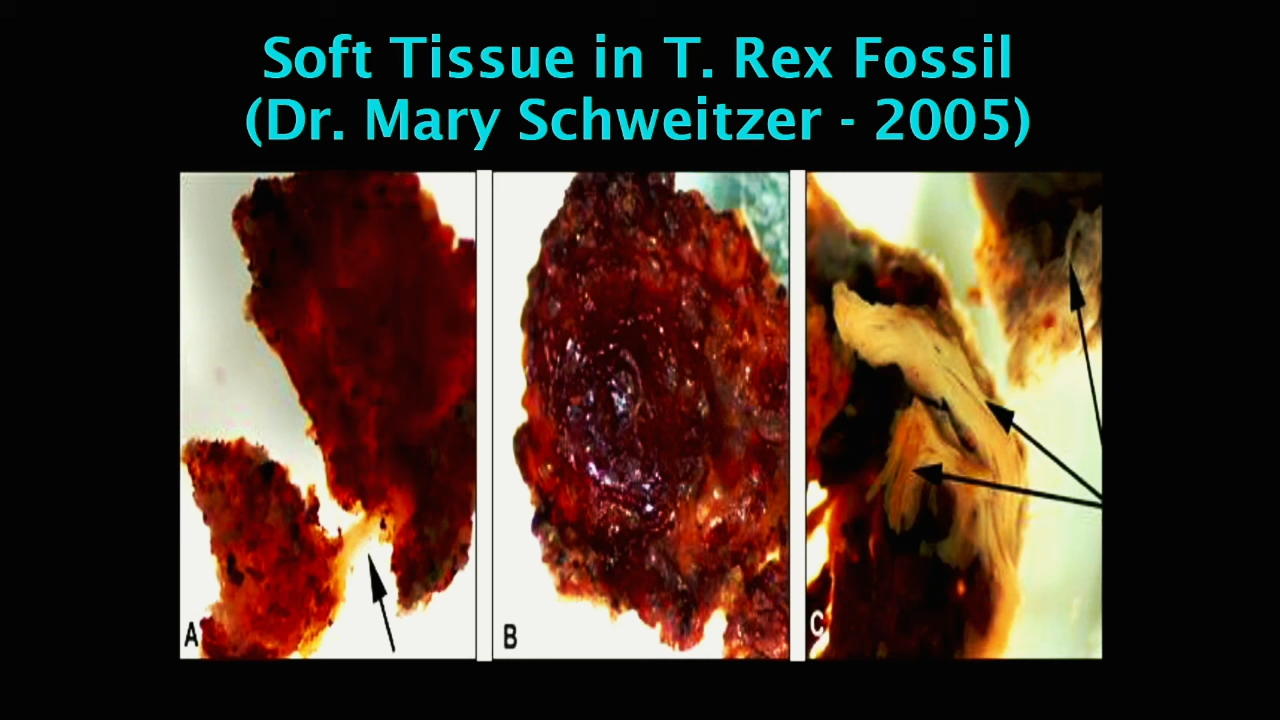 Soft Tissue in T. Rex Fossil
(Dr. Mary Schweitzer - 2005)
A
B
C